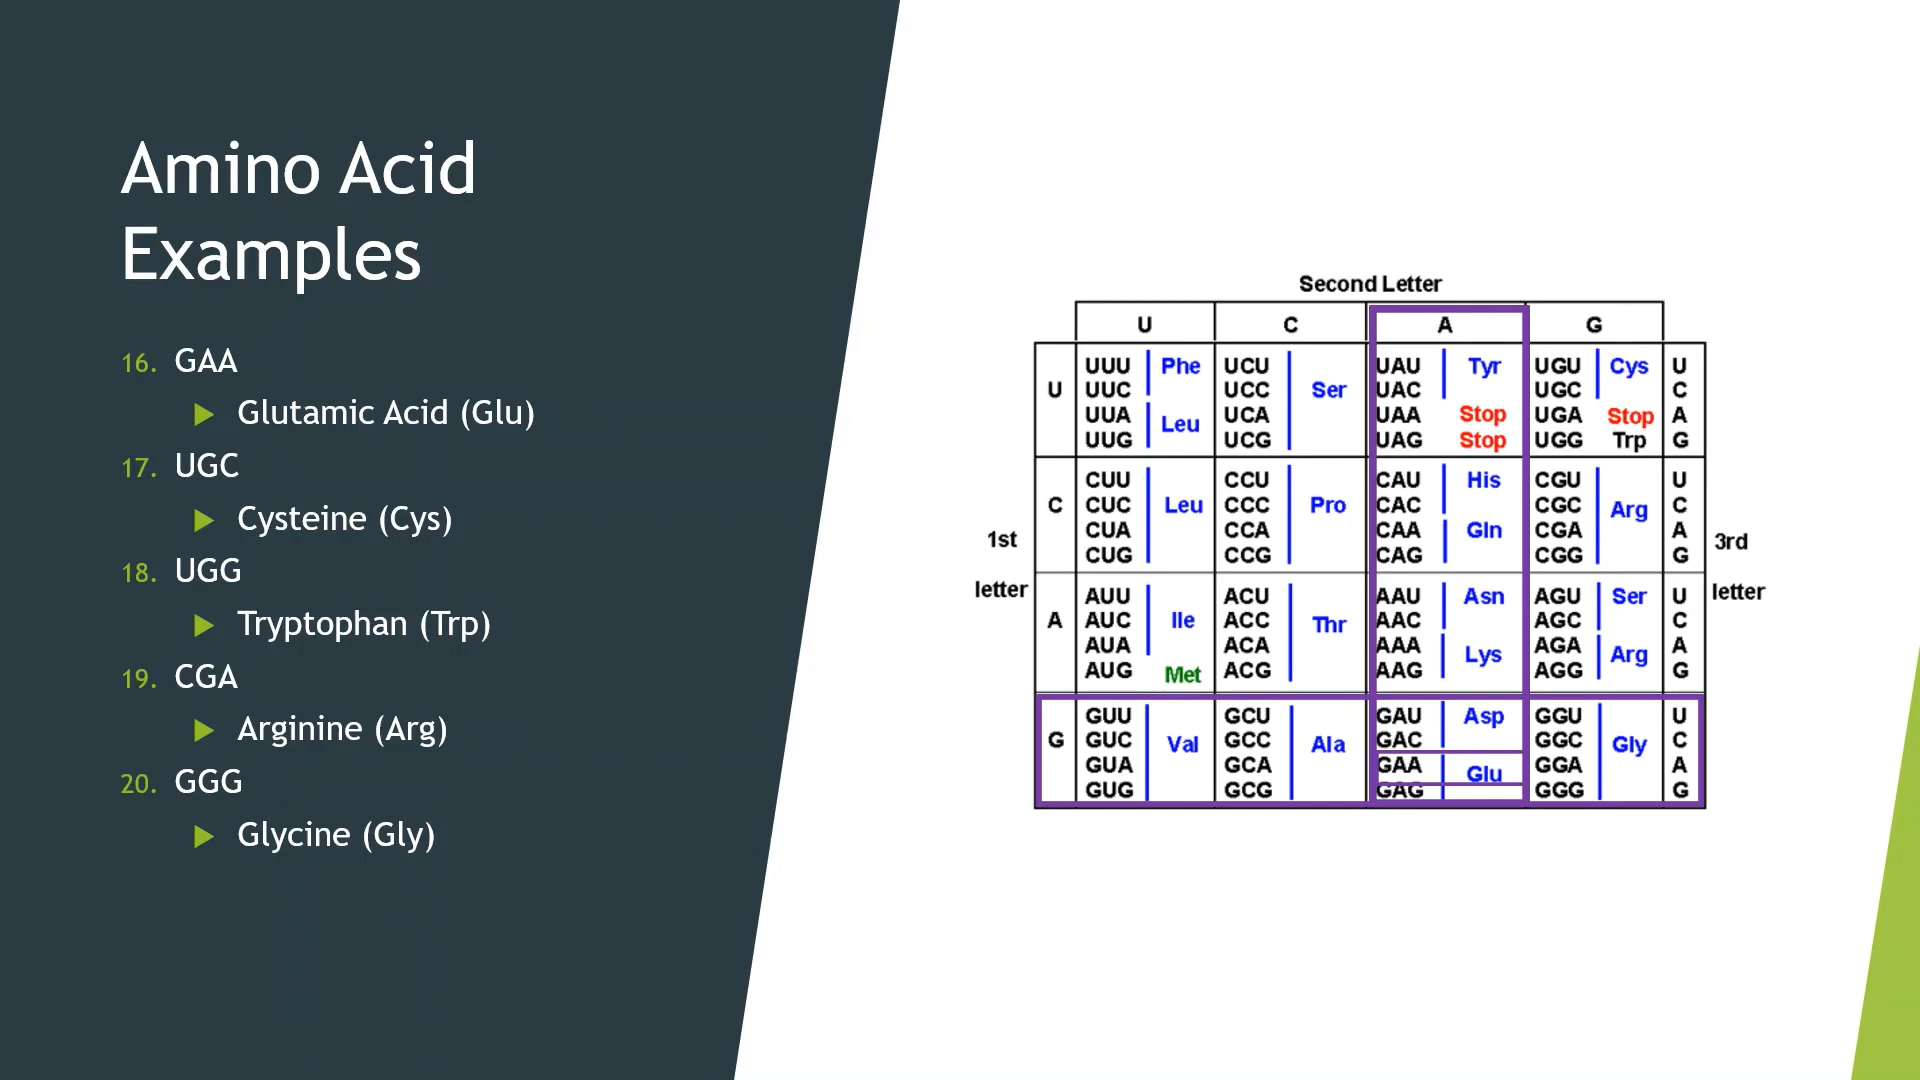 Amino Acid
Examples
16. GAA
Glutamic Acid (Glu)
17. UGC
Cysteine (Cys)
18. UGG
Tryptophan (Trp)
19. CGA
Arginine (Arg)
20. GGG
Glycine (Gly)
Second Letter
U C A G
UUU Phe UCU UAU Tyr UGU Cys U
U UUC UCC Ser UAC UGC C
UUA Leu UCA UAA Stop UGA Stop A
UUG UCG UAG Stop UGG Trp G
CUU CCU CAU His CGU U
C CUC Leu CCC Pro CAC CGC Arg C
1st CUA CCA CAA Gln CGA A 3rd
CUG CCG CAG CGG G
letter AUU ACU AAU Asn AGU Ser U letter
A AUC Ile ACC Thr AAC AGC C
AUA ACA AAA Lys AGA Arg A
AUG Met ACG AAG AGG G
GUU GCU GAU Asp GGU U
G GUC Val GCC Ala GAC GGC Gly C
GUA GCA GAA Glu GGA A
GUG GCG GAG GGG G